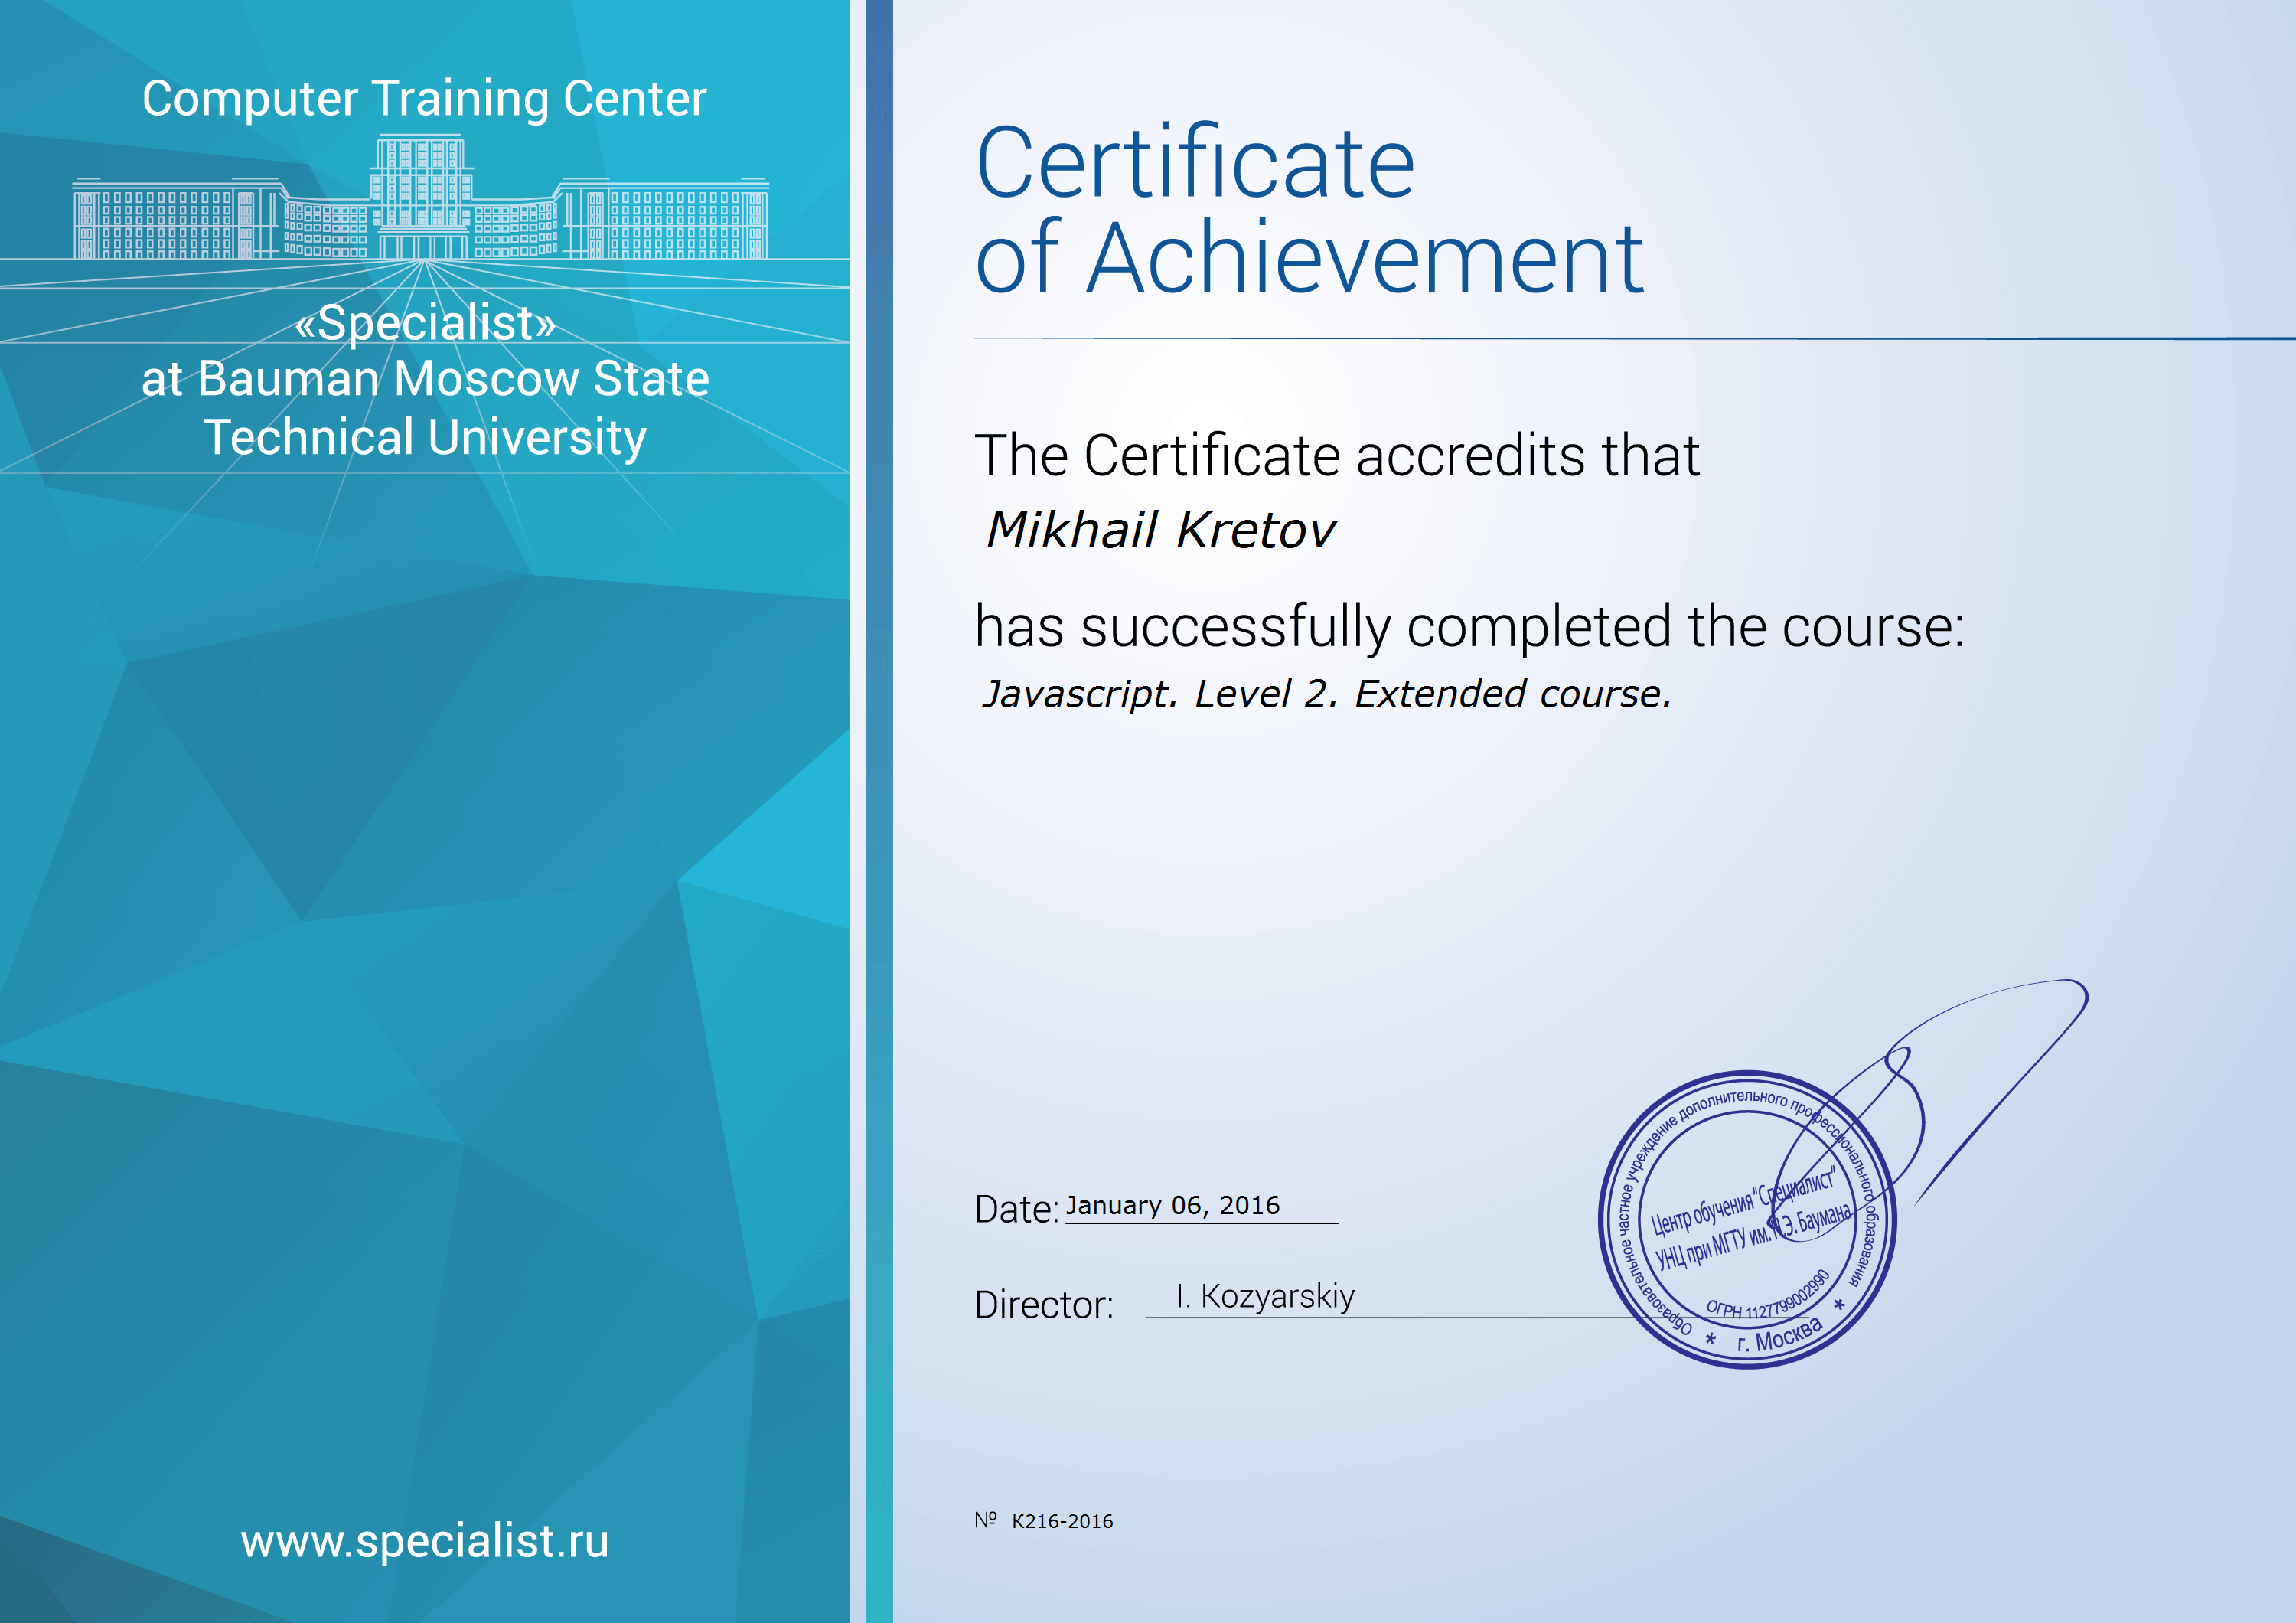 Computer Training Center
«Specialist»
at Bauman Moscow State
Technical University
www.specialist.ru
Certificate
of Achievement
The Certificate accredits that
Mikhail Kretov
has successfully completed the course:
Javascript. Level 2. Extended course.
Date: January 06, 2016
Director: I. Kozyarskiy
Образовательное частное учреждение дополнительного профессионального образования
Центр обучения "Специалист"
УНЦ при МГТУ им. Н.Э. Баумана
ОГРН 1127799002990
* г. Москва *
№ K216-2016